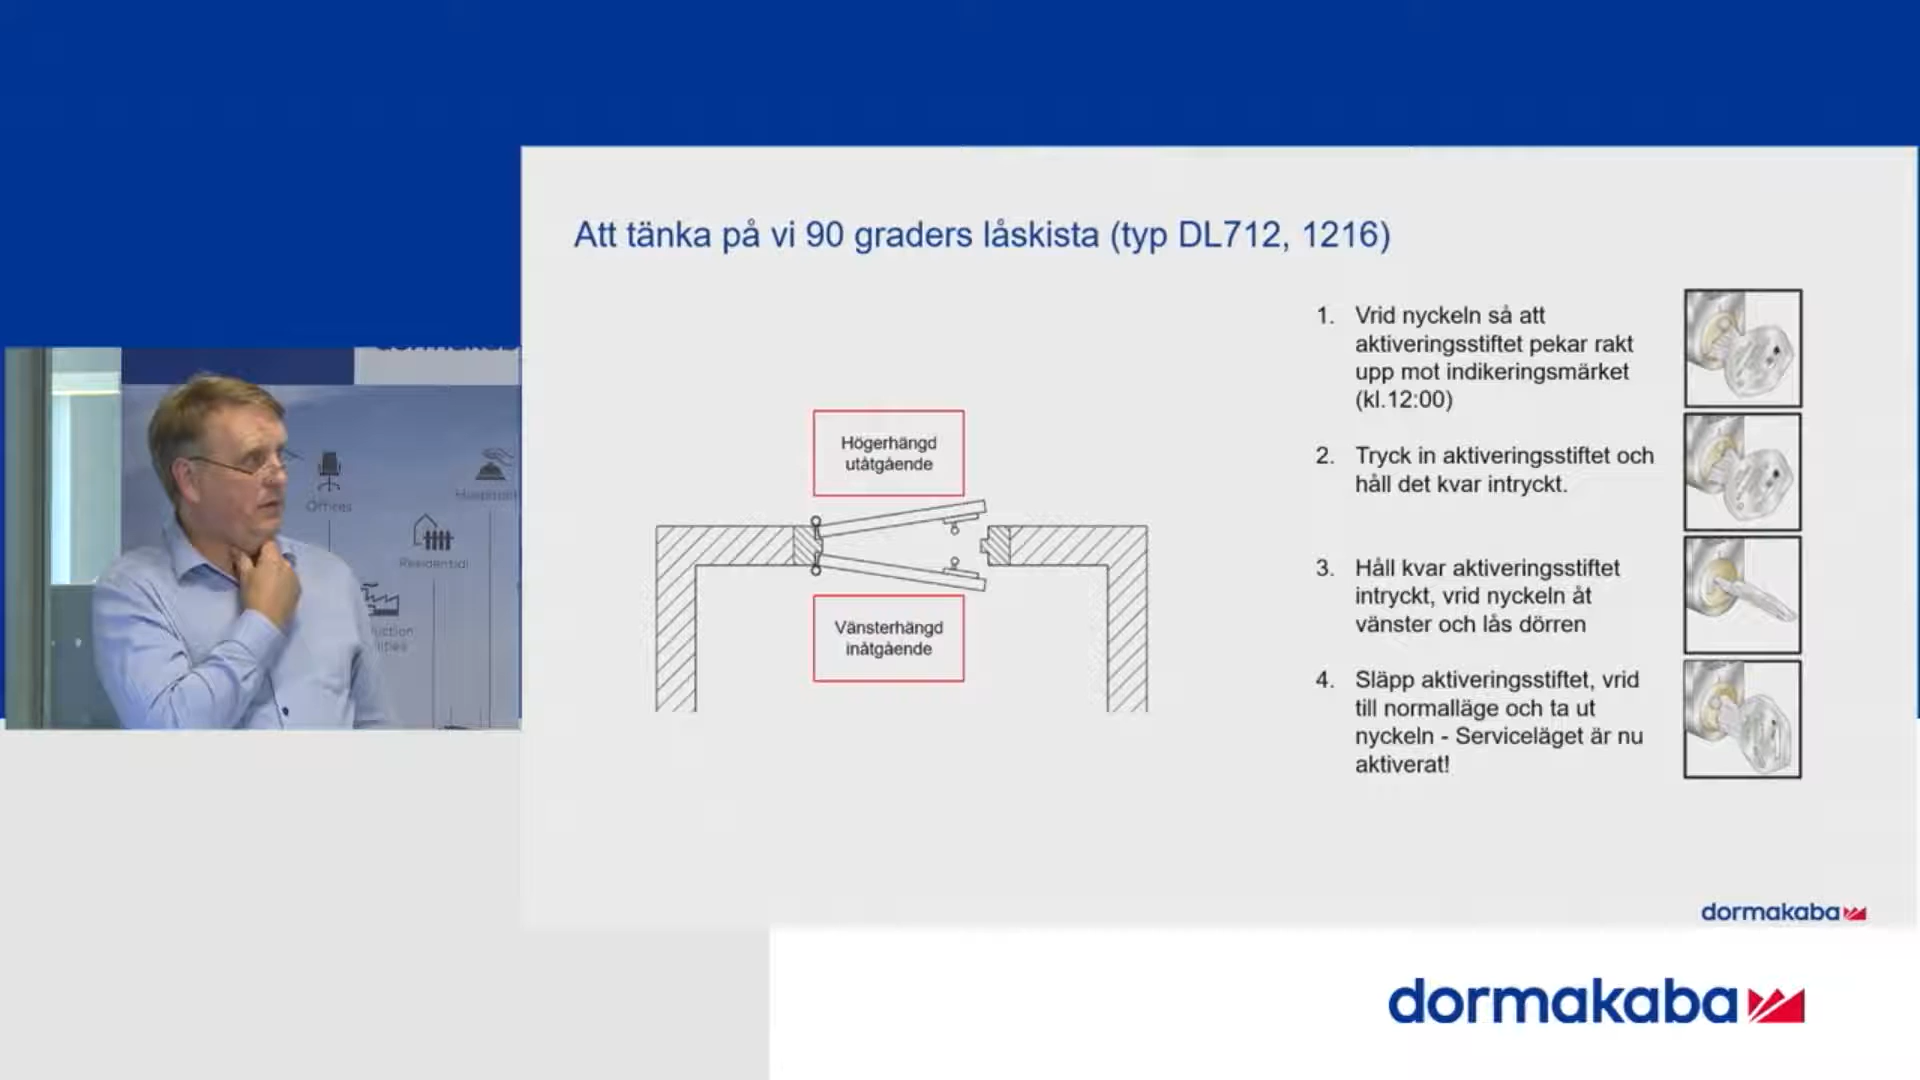 Att tänka på vi 90 graders låskista (typ DL712, 1216)
1. Vrid nyckeln så att
aktiveringsstiftet pekar rakt
upp mot indikeringsmärket
(kl.12:00)
2. Tryck in aktiveringsstiftet och
håll det kvar intryckt.
3. Håll kvar aktiveringsstiftet
intryckt, vrid nyckeln åt
vänster och lås dörren
4. Släpp aktiveringsstiftet, vrid
till normalläge och ta ut
nyckeln - Serviceläget är nu
aktiverat!
Högerhängd
utåtgående
Vänsterhängd
inåtgående
Offices
Residential
dormakaba
dormakaba